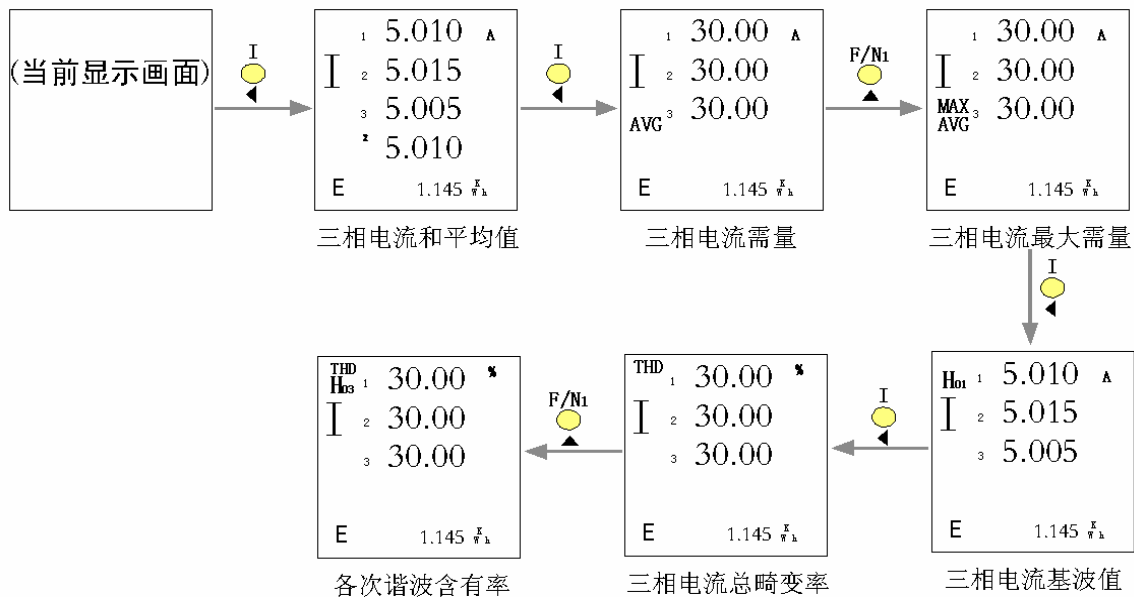 (当前显示画面)
I
1 5.010 A
I 2 5.015
3 5.005
Σ 5.010
E 1.145 KWh
三相电流和平均值
I
1 30.00 A
I 2 30.00
AVG 3 30.00
E 1.145 KWh
三相电流需量
F/N1
1 30.00 A
I 2 30.00
MAX AVG 3 30.00
E 1.145 KWh
三相电流最大需量
I
H01 1 5.010 A
I 2 5.015
3 5.005
E 1.145 KWh
三相电流基波值
I
THD 1 30.00 %
I 2 30.00
3 30.00
E 1.145 KWh
三相电流总畸变率
F/N1
THD
H03 1 30.00 %
I 2 30.00
3 30.00
E 1.145 KWh
各次谐波含有率